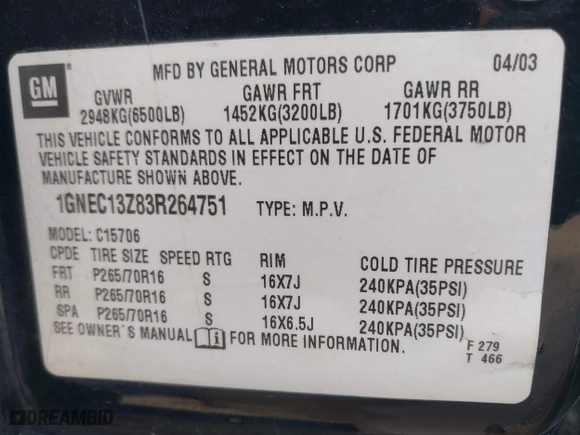 GM
MFD BY GENERAL MOTORS CORP 04/03
GVWR GAWR FRT GAWR RR
2948KG(6500LB) 1452KG(3200LB) 1701KG(3750LB)
THIS VEHICLE CONFORMS TO ALL APPLICABLE U.S. FEDERAL MOTOR
VEHICLE SAFETY STANDARDS IN EFFECT ON THE DATE OF
MANUFACTURE SHOWN ABOVE.
1GNEC13Z83R264751 TYPE: M.P.V.
MODEL: C15706
CPDE TIRE SIZE SPEED RTG RIM COLD TIRE PRESSURE
FRT P265/70R16 S 16X7J 240KPA(35PSI)
RR P265/70R16 S 16X7J 240KPA(35PSI)
SPA P265/70R16 S 16X6.5J 240KPA(35PSI)
SEE OWNER'S MANUAL FOR MORE INFORMATION.
F 279
T 466
DREAMBID